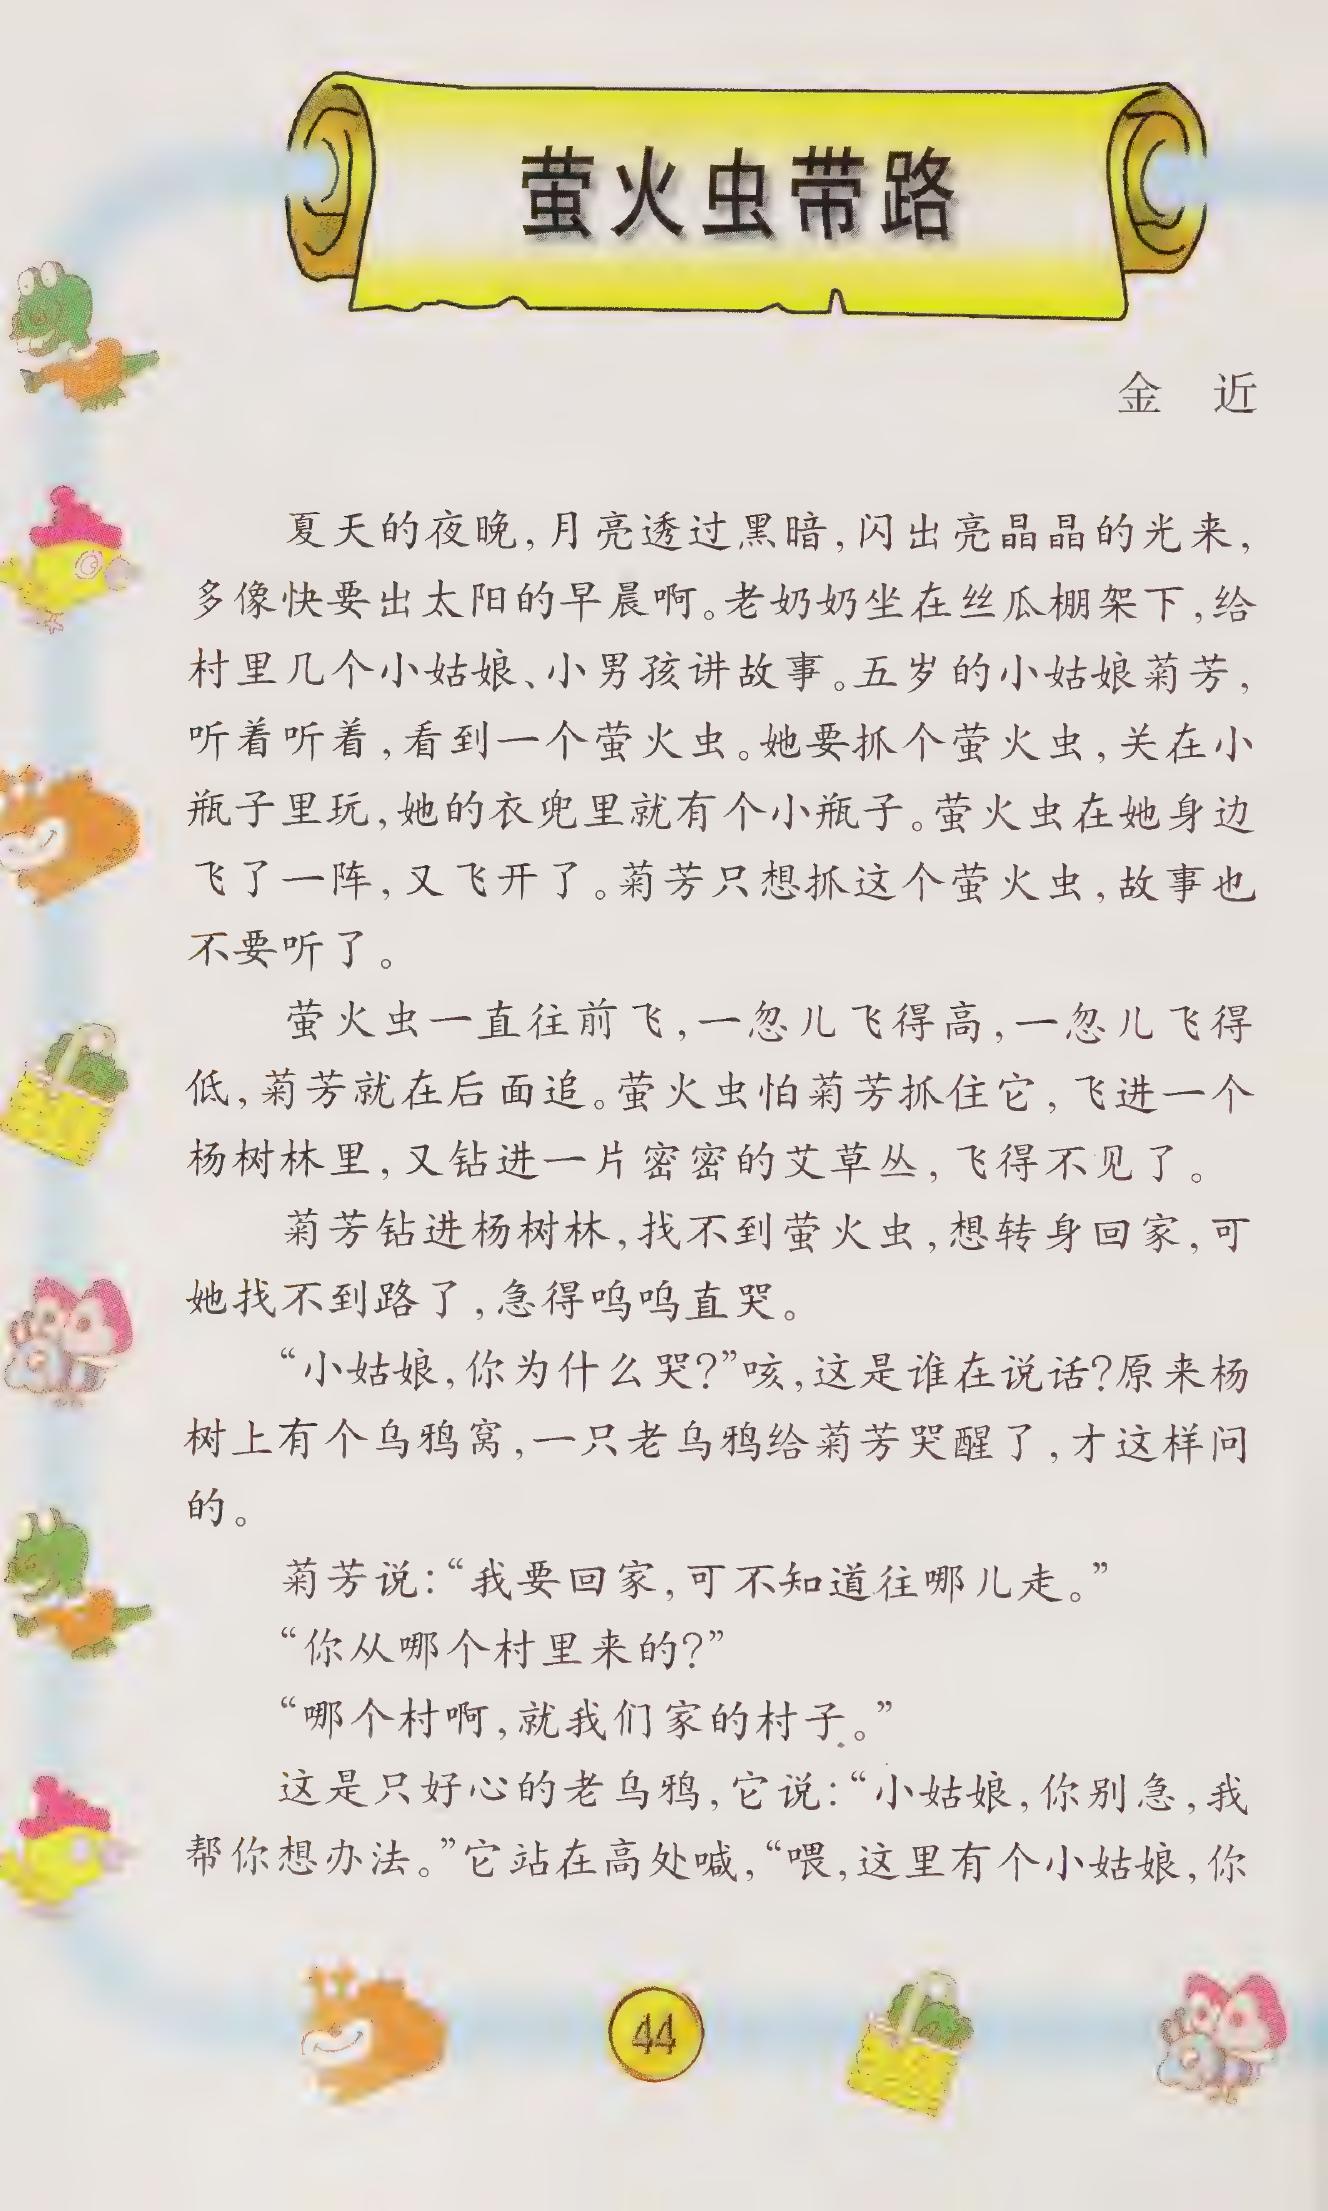 萤火虫带路
金　近
夏天的夜晚，月亮透过黑暗，闪出亮晶晶的光来，
多像快要出太阳的早晨啊。老奶奶坐在丝瓜棚架下，给
村里几个小姑娘、小男孩讲故事。五岁的小姑娘菊芳，
听着听着，看到一个萤火虫。她要抓个萤火虫，关在小
瓶子里玩，她的衣兜里就有个小瓶子。萤火虫在她身边
飞了一阵，又飞开了。菊芳只想抓这个萤火虫，故事也
不要听了。
萤火虫一直往前飞，一忽儿飞得高，一忽儿飞得
低，菊芳就在后面追。萤火虫怕菊芳抓住它，飞进一个
杨树林里，又钻进一片密密的艾草丛，飞得不见了。
菊芳钻进杨树林，找不到萤火虫，想转身回家，可
她找不到路了，急得呜呜直哭。
“小姑娘，你为什么哭？”咳，这是谁在说话？原来杨
树上有个乌鸦窝，一只老乌鸦给菊芳哭醒了，才这样问
的。
菊芳说：“我要回家，可不知道往哪儿走。”
“你从哪个村里来的？”
“哪个村啊，就我们家的村子。”
这是只好心的老乌鸦，它说：“小姑娘，你别急，我
帮你想办法。”它站在高处喊，“喂，这里有个小姑娘，你
44